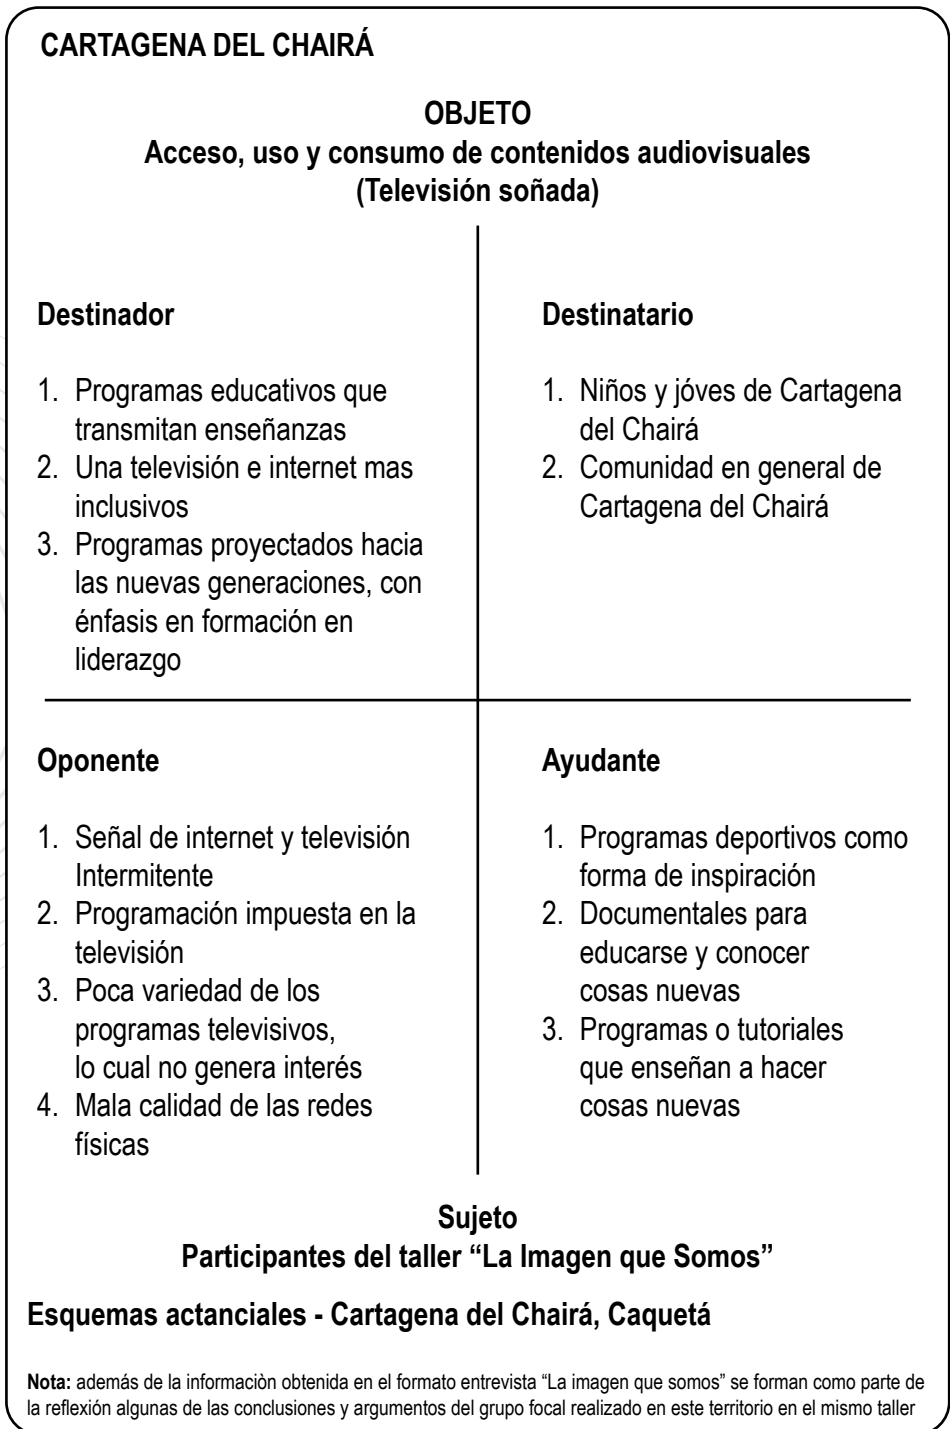 CARTAGENA DEL CHAIRÁ
OBJETO
Acceso, uso y consumo de contenidos audiovisuales
(Televisión soñada)
Destinador
1. Programas educativos que
transmitan enseñanzas
2. Una televisión e internet mas
inclusivos
3. Programas proyectados hacia
las nuevas generaciones, con
énfasis en formación en
liderazgo
Destinatario
1. Niños y jóves de Cartagena
del Chairá
2. Comunidad en general de
Cartagena del Chairá
Oponente
1. Señal de internet y televisión
Intermitente
2. Programación impuesta en la
televisión
3. Poca variedad de los
programas televisivos,
lo cual no genera interés
4. Mala calidad de las redes
físicas
Ayudante
1. Programas deportivos como
forma de inspiración
2. Documentales para
educarse y conocer
cosas nuevas
3. Programas o tutoriales
que enseñan a hacer
cosas nuevas
Sujeto
Participantes del taller “La Imagen que Somos”
Esquemas actanciales - Cartagena del Chairá, Caquetá
Nota: además de la informaciòn obtenida en el formato entrevista “La imagen que somos” se forman como parte de
la reflexión algunas de las conclusiones y argumentos del grupo focal realizado en este territorio en el mismo taller